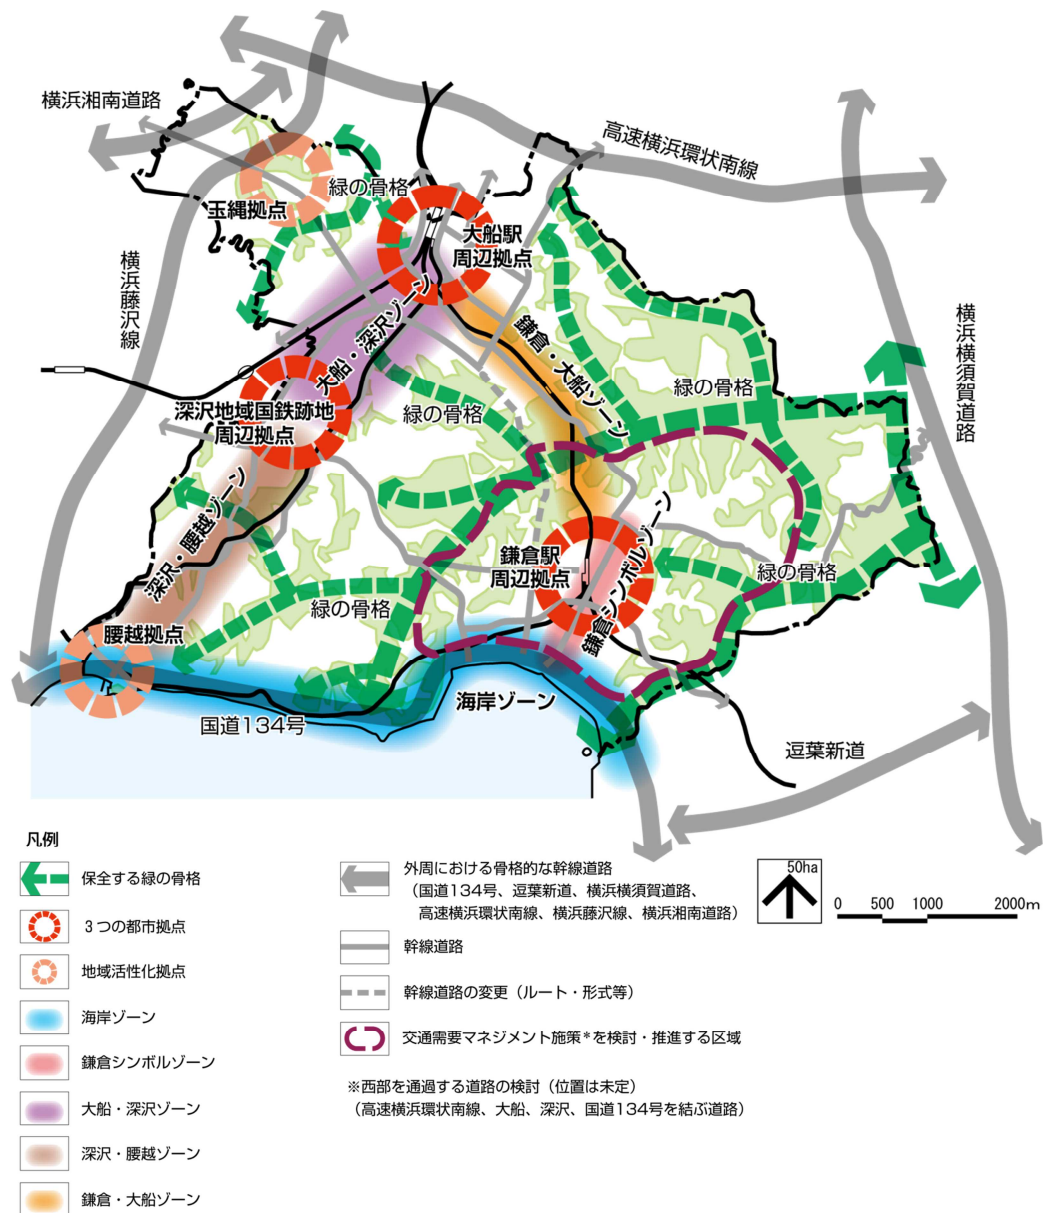 横浜湘南道路
高速横浜環状南線
緑の骨格
玉縄拠点
大船駅
周辺拠点
横浜藤沢線
大船・深沢ゾーン
鎌倉・大船ゾーン
横浜横須賀道路
緑の骨格
深沢地域国鉄跡地
周辺拠点
緑の骨格
深沢・腰越ゾーン
鎌倉駅
周辺拠点
鎌倉シンボルゾーン
緑の骨格
緑の骨格
腰越拠点
海岸ゾーン
国道134号
逗葉新道
凡例
保全する緑の骨格
3つの都市拠点
地域活性化拠点
海岸ゾーン
鎌倉シンボルゾーン
大船・深沢ゾーン
深沢・腰越ゾーン
鎌倉・大船ゾーン
外周における骨格的な幹線道路
（国道134号、逗葉新道、横浜横須賀道路、
高速横浜環状南線、横浜藤沢線、横浜湘南道路）
幹線道路
幹線道路の変更（ルート・形式等）
交通需要マネジメント施策*を検討・推進する区域
※西部を通過する道路の検討（位置は未定）
（高速横浜環状南線、大船、深沢、国道134号を結ぶ道路）
50ha
0 500 1000 2000m